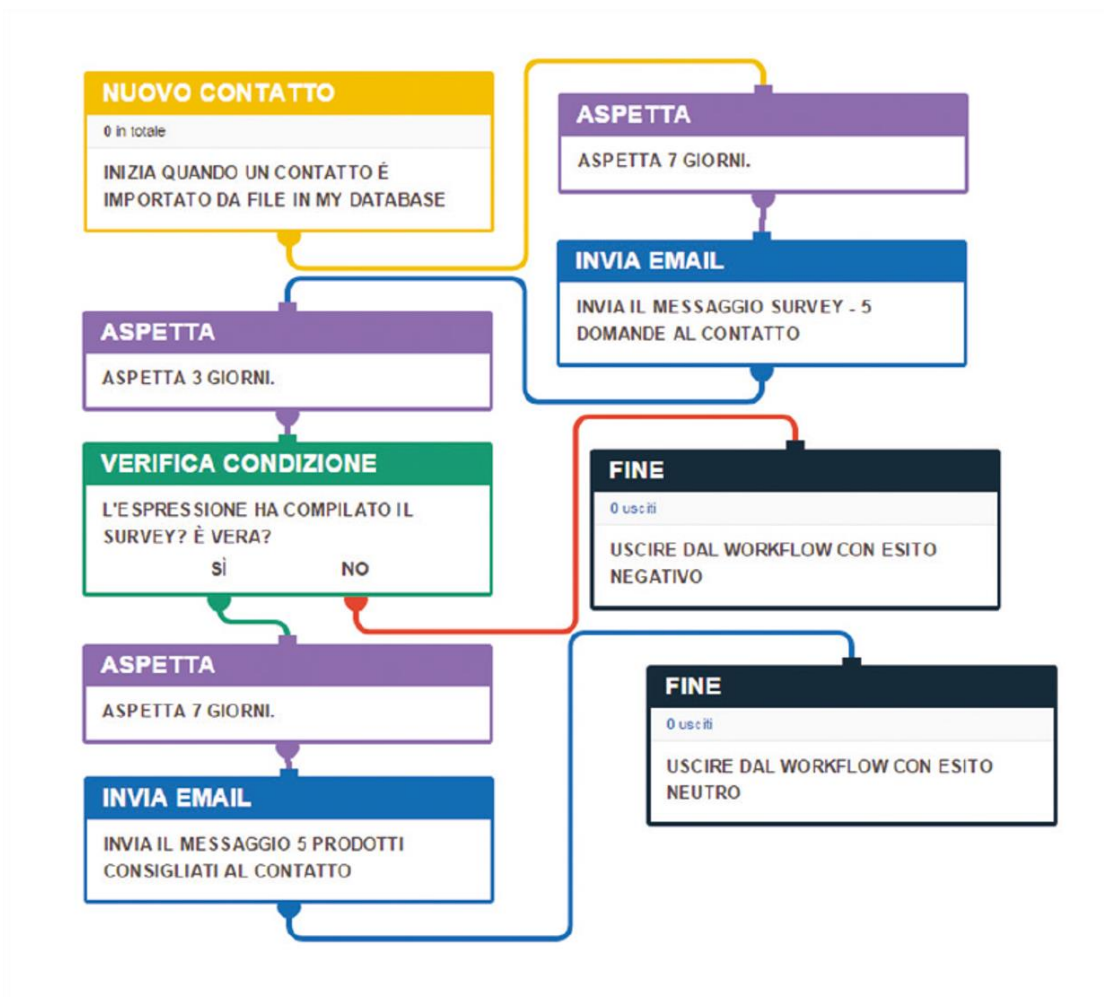 NUOVO CONTATTO
0 in totale
INIZIA QUANDO UN CONTATTO É
IMPORTATO DA FILE IN MY DATABASE
ASPETTA
ASPETTA 7 GIORNI.
INVIA EMAIL
INVIA IL MESSAGGIO SURVEY - 5
DOMANDE AL CONTATTO
ASPETTA
ASPETTA 3 GIORNI.
VERIFICA CONDIZIONE
L'ESPRESSIONE HA COMPILATO IL
SURVEY? È VERA?
SÌ NO
FINE
0 usciti
USCIRE DAL WORKFLOW CON ESITO
NEGATIVO
ASPETTA
ASPETTA 7 GIORNI.
INVIA EMAIL
INVIA IL MESSAGGIO 5 PRODOTTI
CONSIGLIATI AL CONTATTO
FINE
0 usciti
USCIRE DAL WORKFLOW CON ESITO
NEUTRO